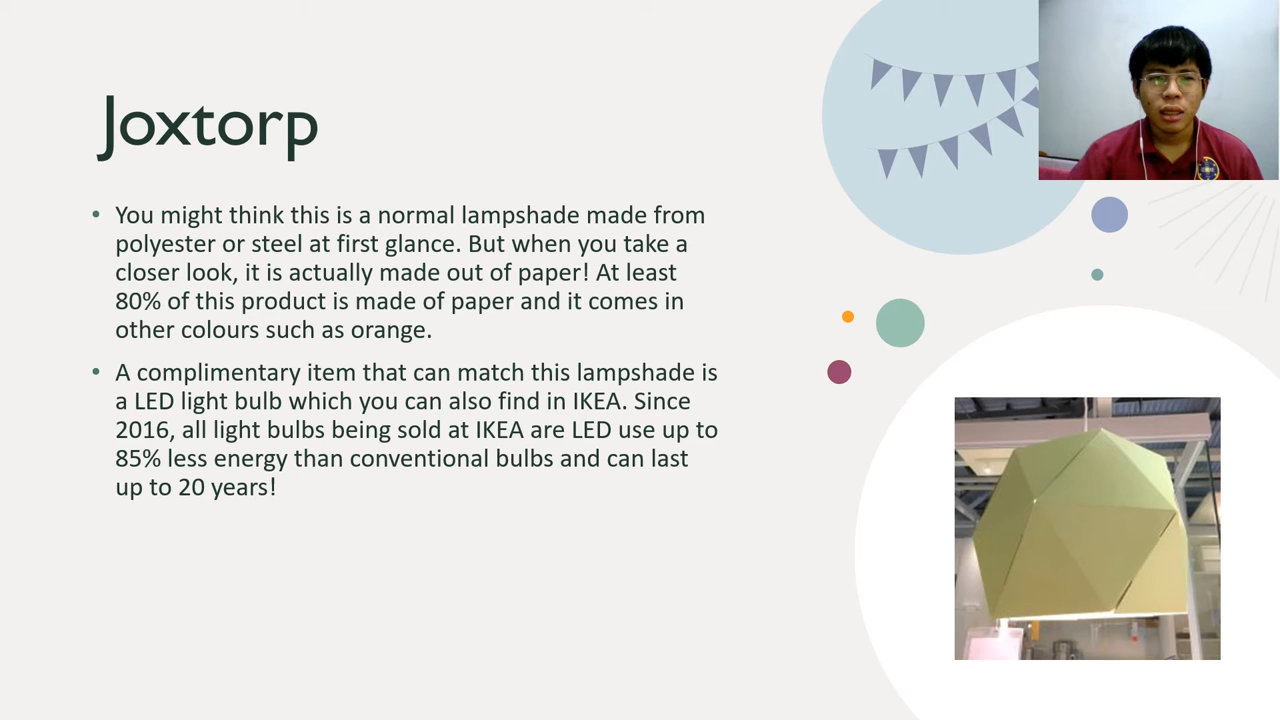 Joxtorp
• You might think this is a normal lampshade made from
polyester or steel at first glance. But when you take a
closer look, it is actually made out of paper! At least
80% of this product is made of paper and it comes in
other colours such as orange.
• A complimentary item that can match this lampshade is
a LED light bulb which you can also find in IKEA. Since
2016, all light bulbs being sold at IKEA are LED use up to
85% less energy than conventional bulbs and can last
up to 20 years!